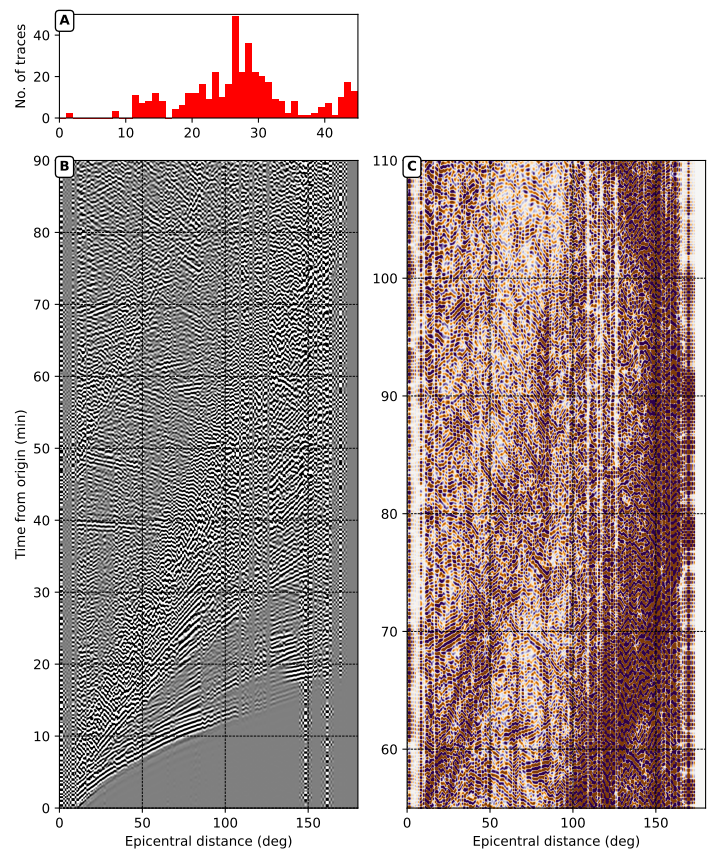 A
No. of traces
40
20
0
0 10 20 30 40
B
C
Time from origin (min)
90
80
70
60
50
40
30
20
10
0
0 50 100 150
Epicentral distance (deg)
110
100
90
80
70
60
0 50 100 150
Epicentral distance (deg)